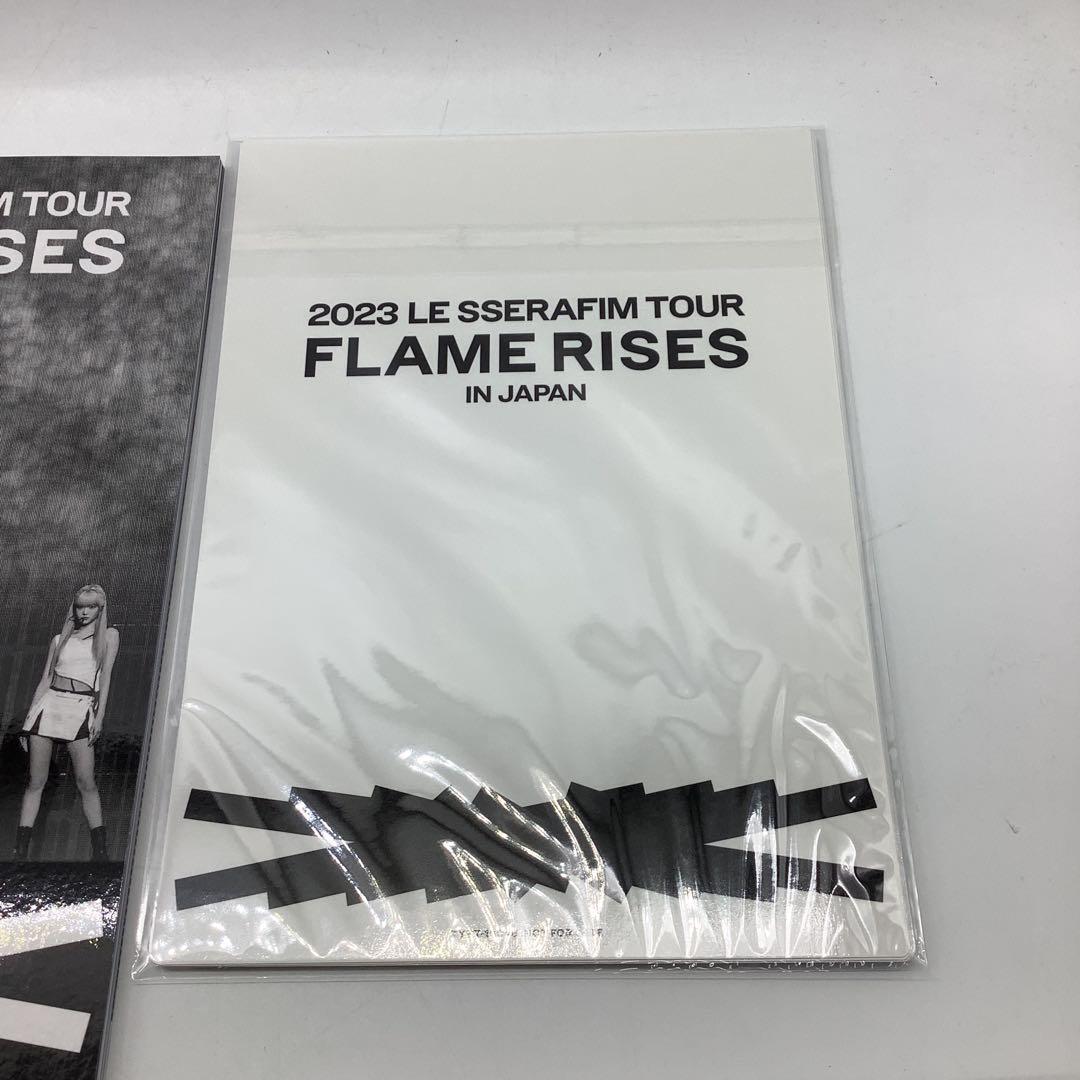 M TOUR
SES
2023 LE SSERAFIM TOUR
FLAME RISES
IN JAPAN